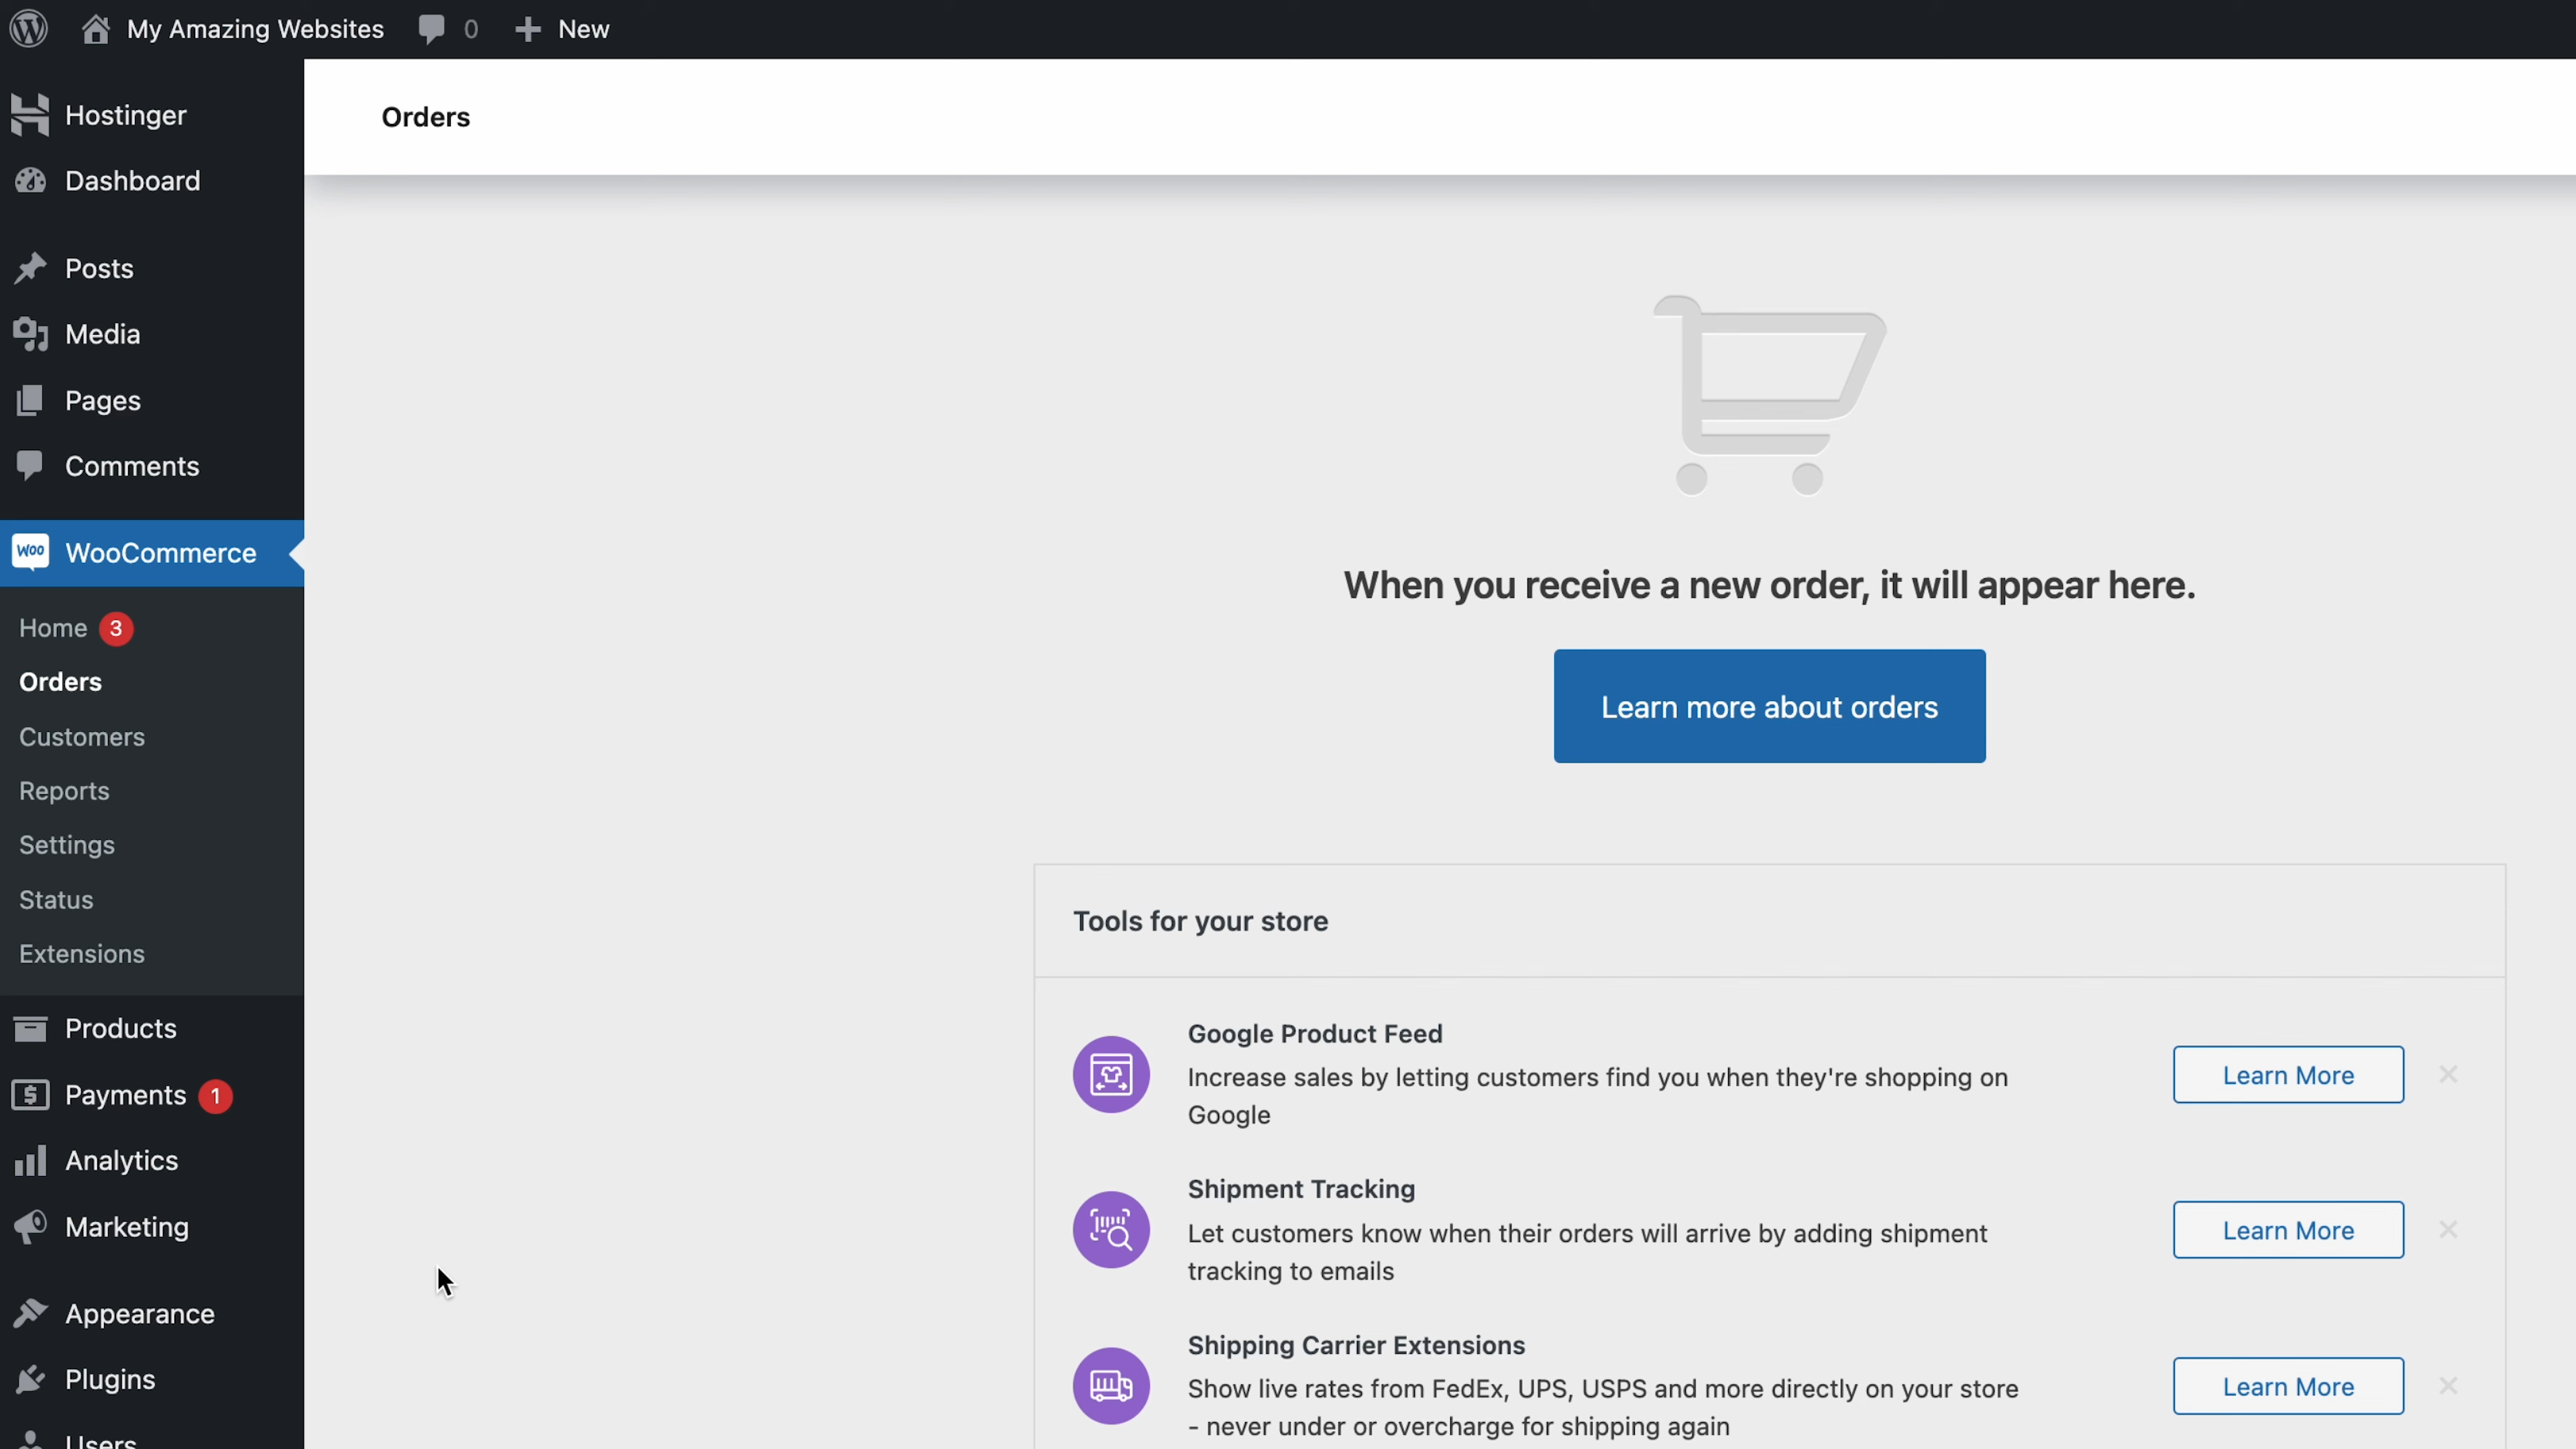 My Amazing Websites 0 New
Hostinger
Dashboard
Posts
Media
Pages
Comments
Woo WooCommerce
Home 3
Orders
Customers
Reports
Settings
Status
Extensions
Products
Payments 1
Analytics
Marketing
Appearance
Plugins
Users
Orders
When you receive a new order, it will appear here.
Learn more about orders
Tools for your store
Google Product Feed
Increase sales by letting customers find you when they're shopping on
Google
Learn More
Shipment Tracking
Let customers know when their orders will arrive by adding shipment
tracking to emails
Learn More
Shipping Carrier Extensions
Show live rates from FedEx, UPS, USPS and more directly on your store
- never under or overcharge for shipping again
Learn More